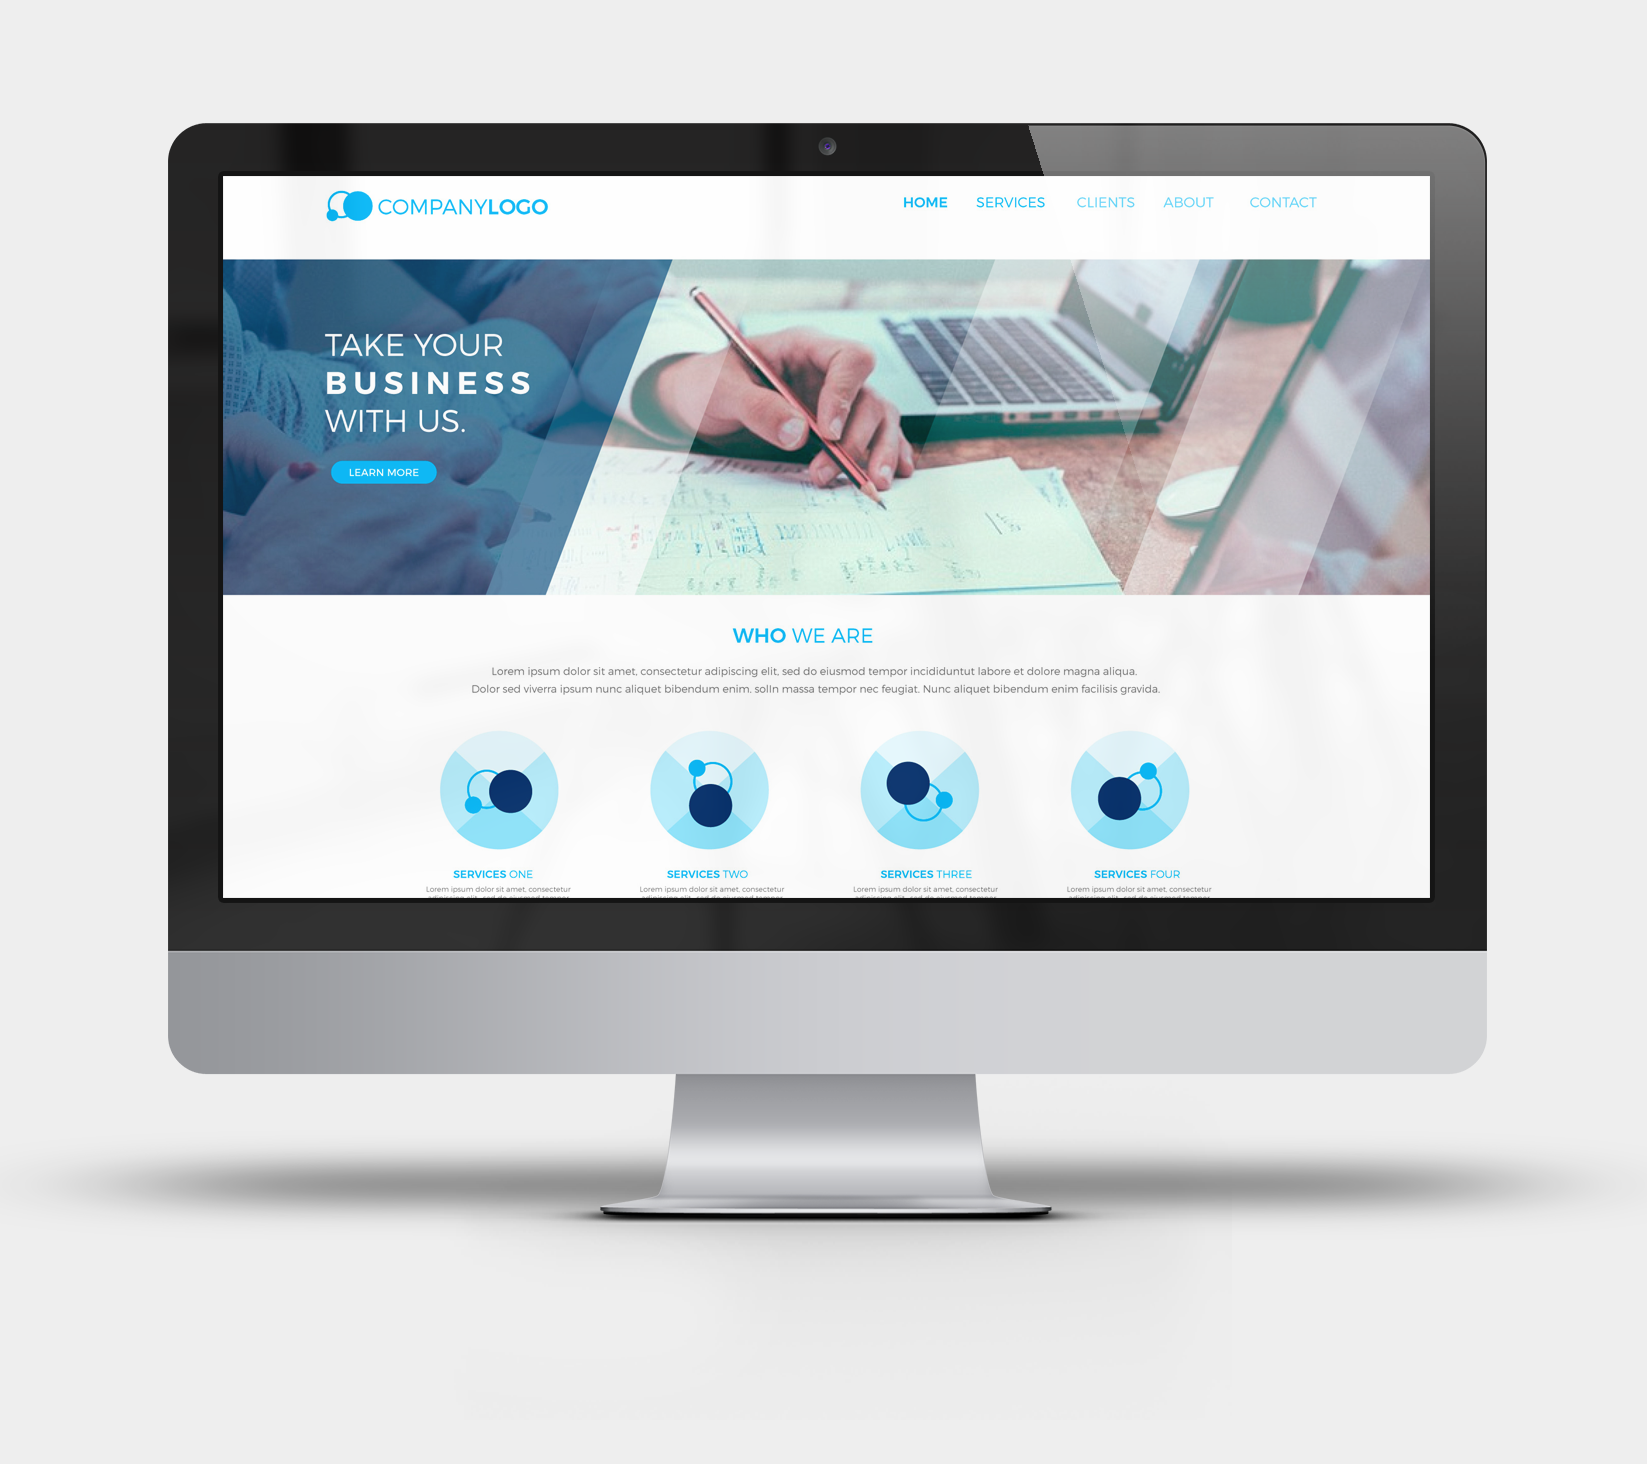 COMPANYLOGO
HOME SERVICES CLIENTS ABOUT CONTACT
TAKE YOUR
BUSINESS
WITH US.
LEARN MORE
WHO WE ARE
Lorem ipsum dolor sit amet, consectetur adipiscing elit, sed do eiusmod tempor incididuntut labore et dolore magna aliqua.
Dolor sed viverra ipsum nunc aliquet bibendum enim. solln massa tempor nec feugiat. Nunc aliquet bibendum enim facilisis gravida.
SERVICES ONE
Lorem ipsum dolor sit amet, consectetur
SERVICES TWO
Lorem ipsum dolor sit amet, consectetur
SERVICES THREE
Lorem ipsum dolor sit amet, consectetur
SERVICES FOUR
Lorem ipsum dolor sit amet, consectetur